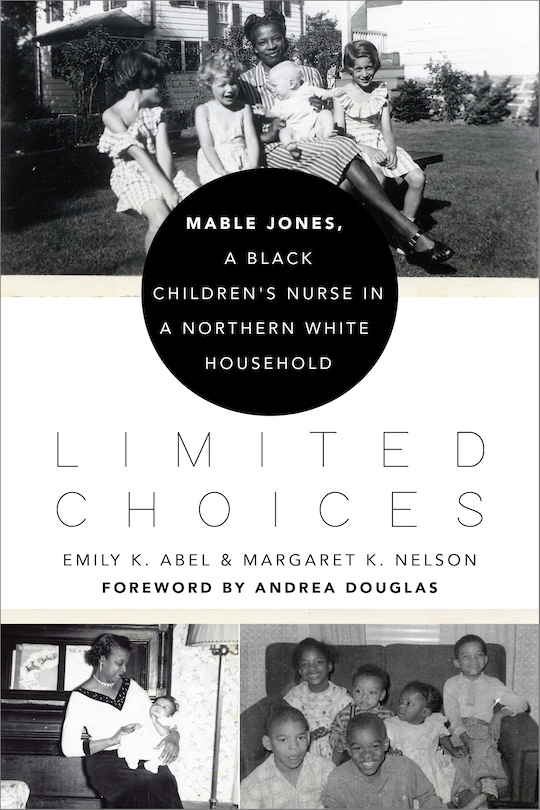 MABLE JONES,
A BLACK
CHILDREN'S NURSE IN
A NORTHERN WHITE
HOUSEHOLD
LIMITED
CHOICES
EMILY K. ABEL & MARGARET K. NELSON
FOREWORD BY ANDREA DOUGLAS